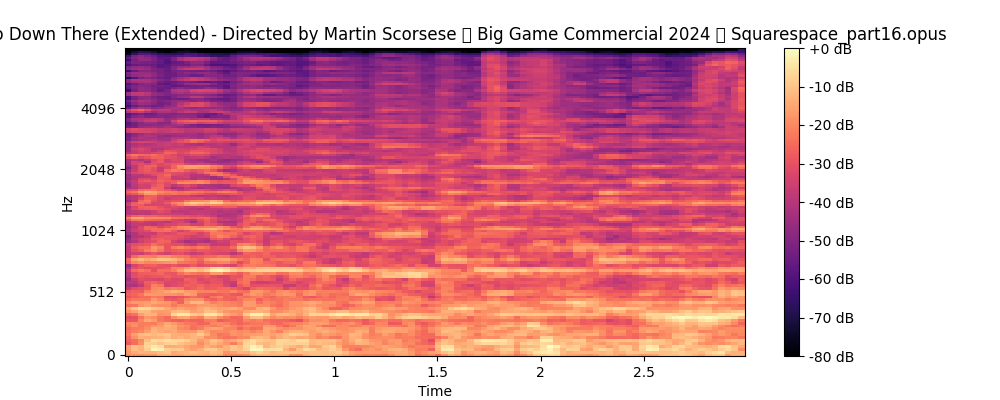 Down There (Extended) - Directed by Martin Scorsese ▯ Big Game Commercial 2024 ▯ Squarespace_part16.opus
+0 dB
4096
-10 dB
-20 dB
2048
-30 dB
Hz
-40 dB
1024
-50 dB
-60 dB
512
-70 dB
0
-80 dB
0
0.5
1
1.5
2
2.5
Time